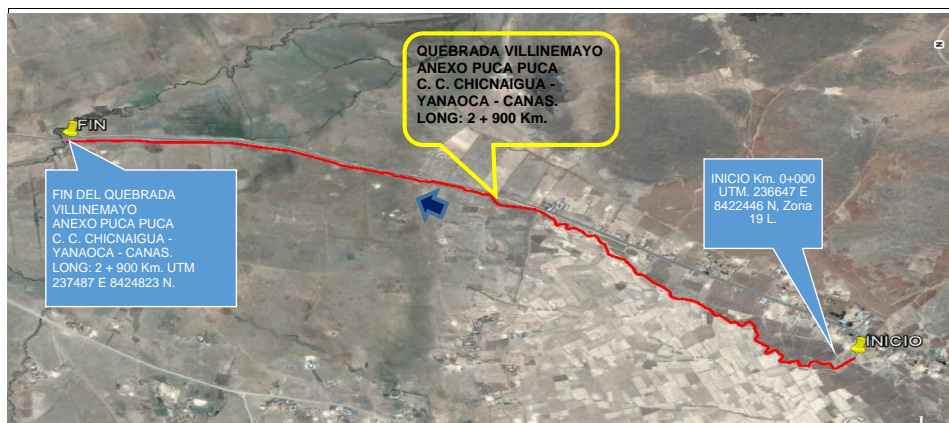 QUEBRADA VILLINEMAYO
ANEXO PUCA PUCA
C. C. CHICNAIGUA -
YANAOCA - CANAS.
LONG: 2 + 900 Km.
FIN
FIN DEL QUEBRADA
VILLINEMAYO
ANEXO PUCA PUCA
C. C. CHICNAIGUA -
YANAOCA - CANAS.
LONG: 2 + 900 Km. UTM
237487 E 8424823 N.
INICIO Km. 0+000
UTM. 236647 E
8422446 N, Zona
19 L.
INICIO